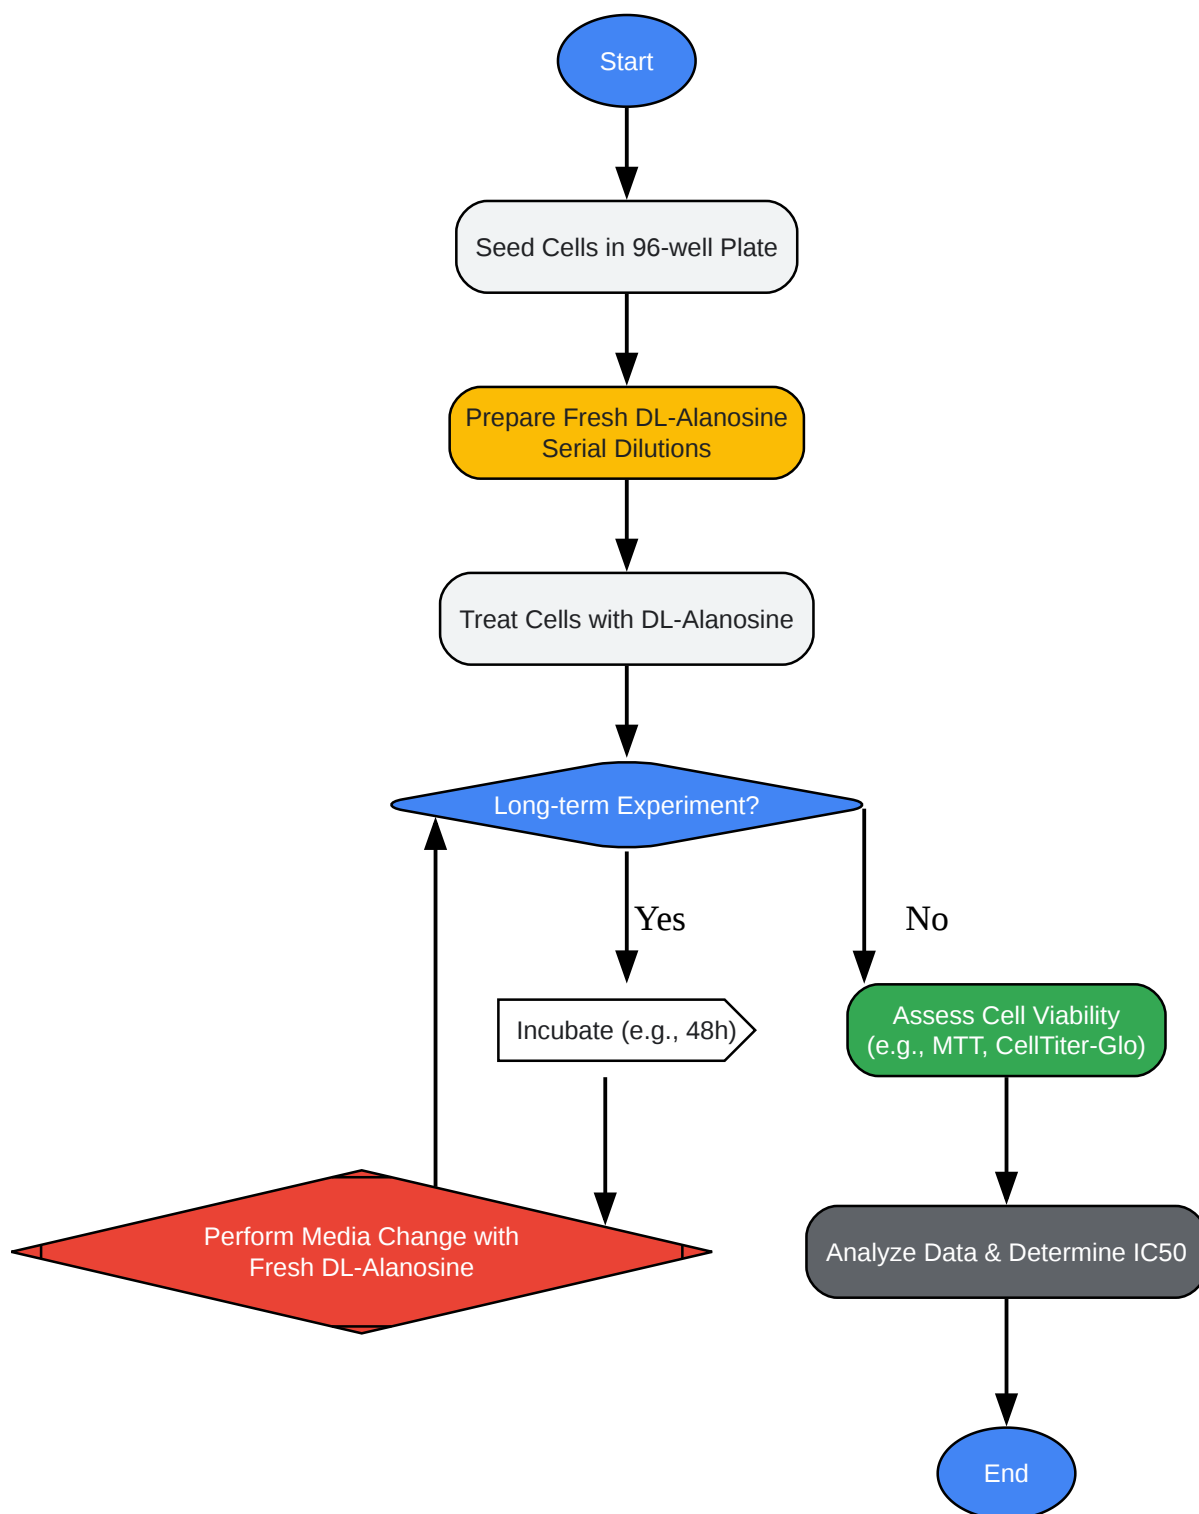 Start
Seed Cells in 96-well Plate
Prepare Fresh DL-Alanosine
Serial Dilutions
Treat Cells with DL-Alanosine
Long-term Experiment?
Yes
No
Incubate (e.g., 48h)
Assess Cell Viability
(e.g., MTT, CellTiter-Glo)
Perform Media Change with
Fresh DL-Alanosine
Analyze Data & Determine IC50
End